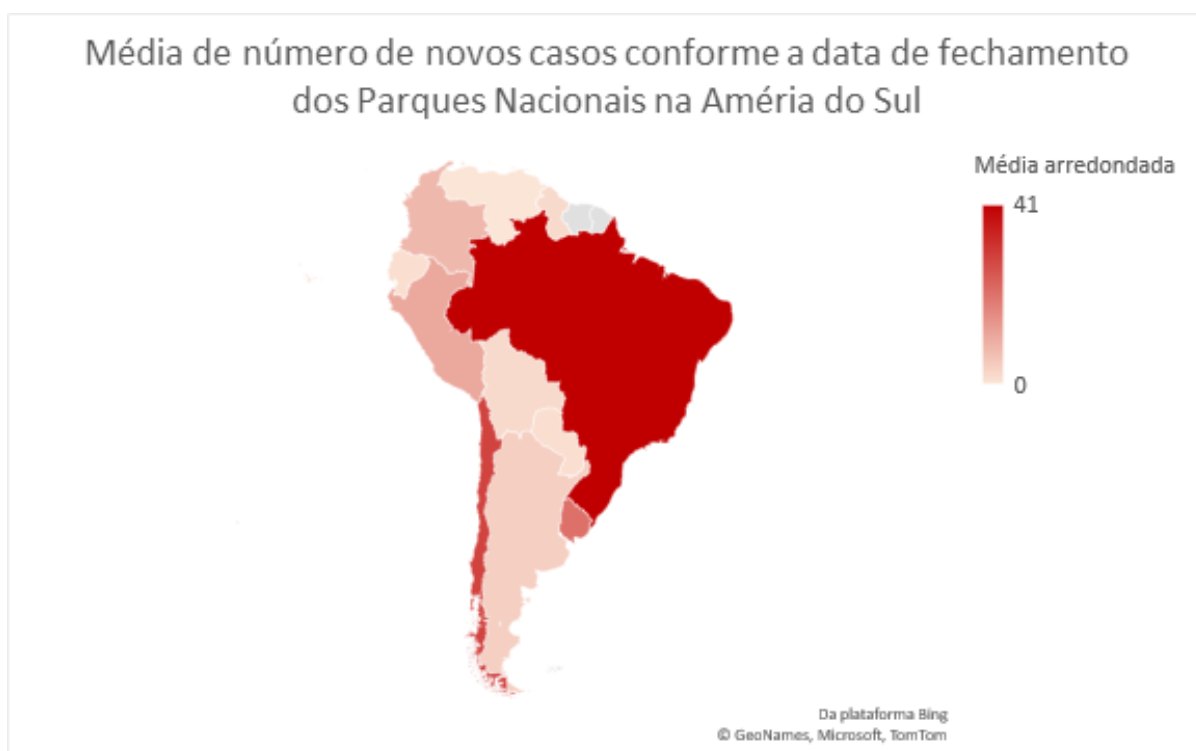 Média de número de novos casos conforme a data de fechamento
dos Parques Nacionais na Améria do Sul
Média arredondada
41
0
Da plataforma Bing
© GeoNames, Microsoft, TomTom